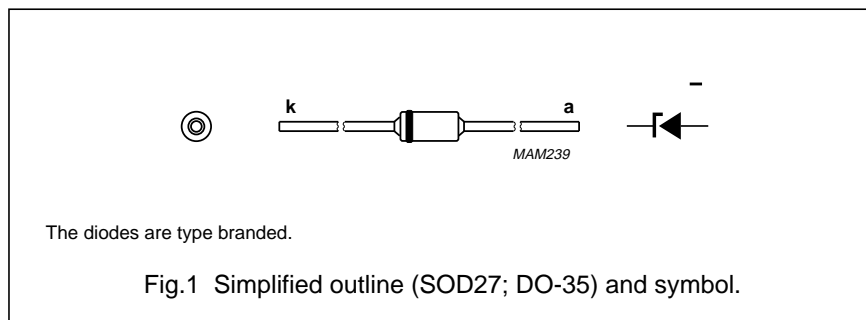 k
a
MAM239
The diodes are type branded.
Fig.1 Simplified outline (SOD27; DO-35) and symbol.